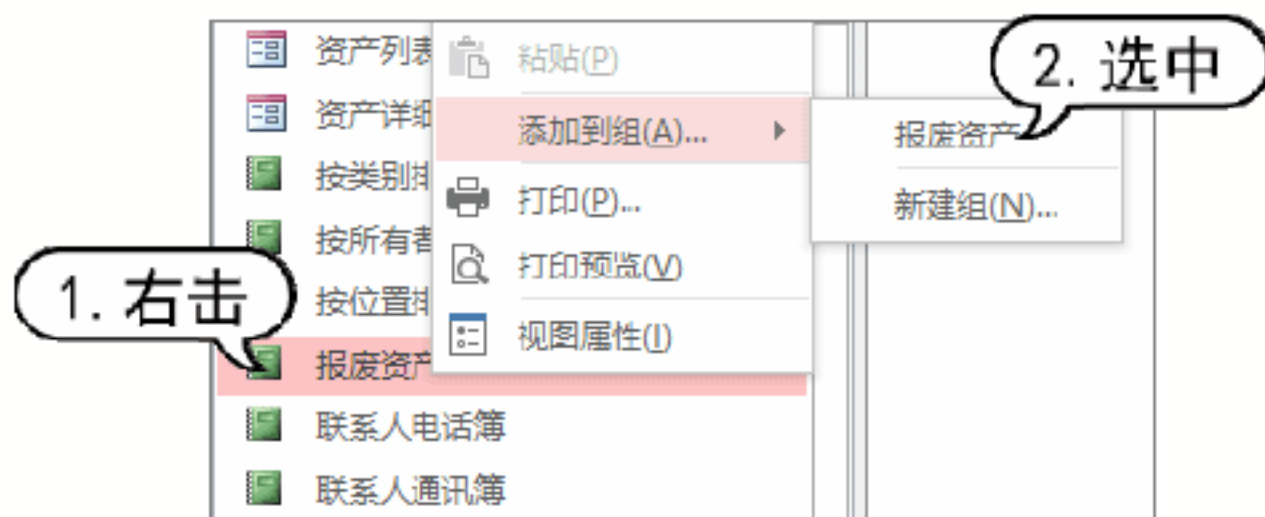 资产列表
资产详细
按类别排
按所有者
按位置排
报废资产
联系人电话簿
联系人通讯簿
粘贴(P)
添加到组(A)...
打印(P)...
打印预览(V)
视图属性(I)
报废资产
新建组(N)...
1. 右击
2. 选中